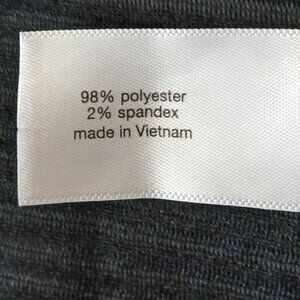 98% polyester
2% spandex
made in Vietnam